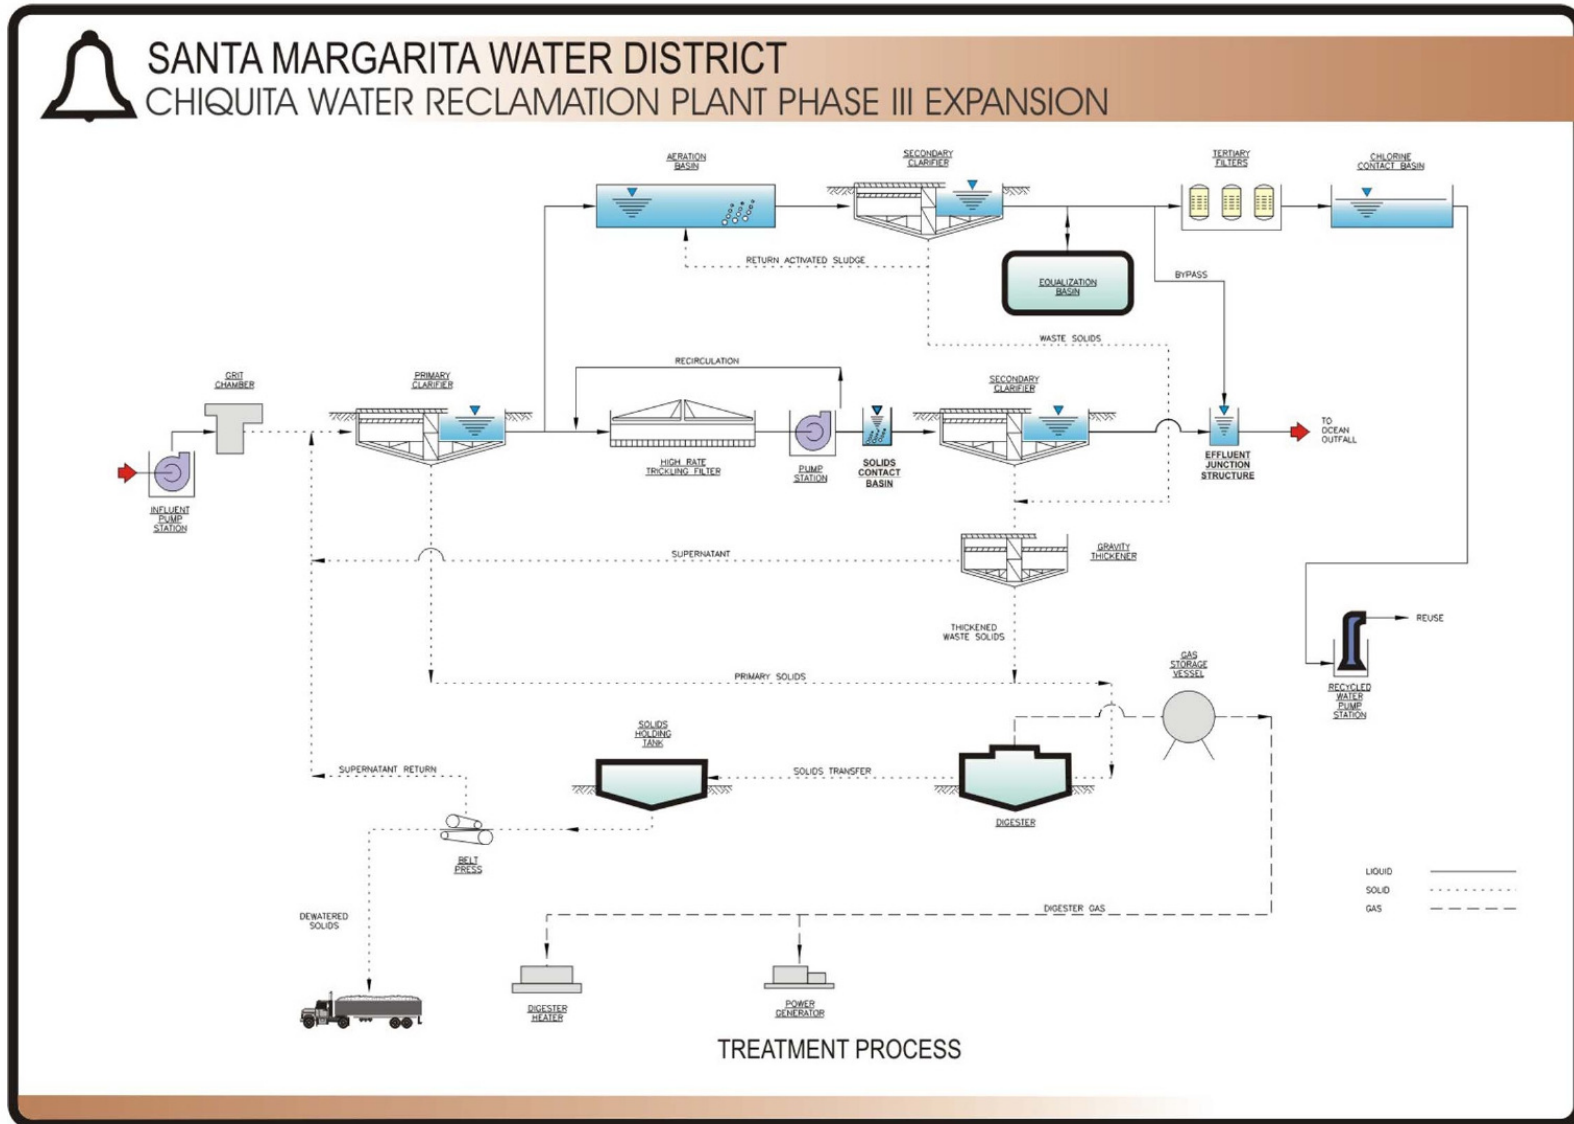 SANTA MARGARITA WATER DISTRICT
CHIQUITA WATER RECLAMATION PLANT PHASE III EXPANSION
AERATION
BASIN
SECONDARY
CLARIFIER
TERTIARY
FILTERS
CHLORINE
CONTACT BASIN
RETURN ACTIVATED SLUDGE
EQUALIZATION
BASIN
BYPASS
WASTE SOLIDS
GRIT
CHAMBER
PRIMARY
CLARIFIER
RECIRCULATION
SECONDARY
CLARIFIER
INFLUENT
PUMP
STATION
HIGH RATE
TRICKLING FILTER
PUMP
STATION
SOLIDS
CONTACT
BASIN
EFFLUENT
JUNCTION
STRUCTURE
TO
OCEAN
OUTFALL
SUPERNATANT
GRAVITY
THICKENER
THICKENED
WASTE SOLIDS
REUSE
PRIMARY SOLIDS
GAS
STORAGE
VESSEL
RECYCLED
WATER
PUMP
STATION
SOLIDS
HOLDING
TANK
SUPERNATANT RETURN
SOLIDS TRANSFER
DIGESTER
BELT
PRESS
LIQUID
SOLID
GAS
DEWATERED
SOLIDS
DIGESTER GAS
DIGESTER
HEATER
POWER
GENERATOR
TREATMENT PROCESS